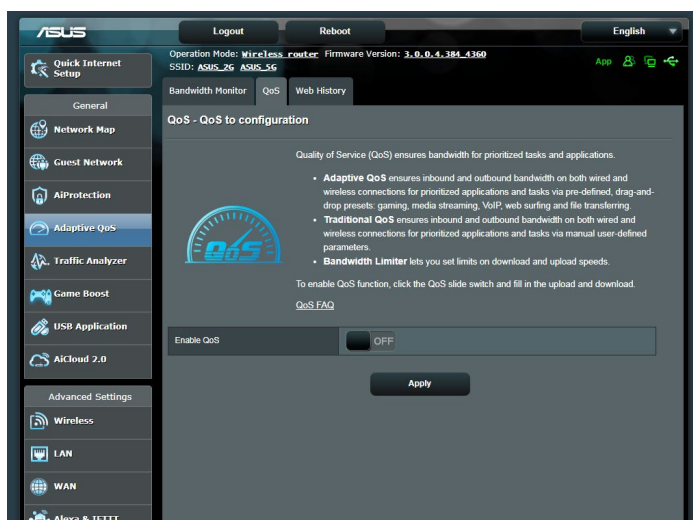 ASUS
Logout
Reboot
English
Operation Mode: Wireless router Firmware Version: 3.0.0.4.384_4360
SSID: ASUS_2G ASUS_5G
App
Quick Internet
Setup
General
Network Map
Guest Network
AiProtection
Adaptive QoS
Traffic Analyzer
Game Boost
USB Application
AiCloud 2.0
Advanced Settings
Wireless
LAN
WAN
Alexa & IFTTT
Bandwidth Monitor
QoS
Web History
QoS - QoS to configuration
QoS
Quality of Service (QoS) ensures bandwidth for prioritized tasks and applications.
• Adaptive QoS ensures inbound and outbound bandwidth on both wired and
wireless connections for prioritized applications and tasks via pre-defined, drag-and-
drop presets: gaming, media streaming, VoIP, web surfing and file transferring.
• Traditional QoS ensures inbound and outbound bandwidth on both wired and
wireless connections for prioritized applications and tasks via manual user-defined
parameters.
• Bandwidth Limiter lets you set limits on download and upload speeds.
To enable QoS function, click the QoS slide switch and fill in the upload and download.
QoS FAQ
Enable QoS
OFF
Apply